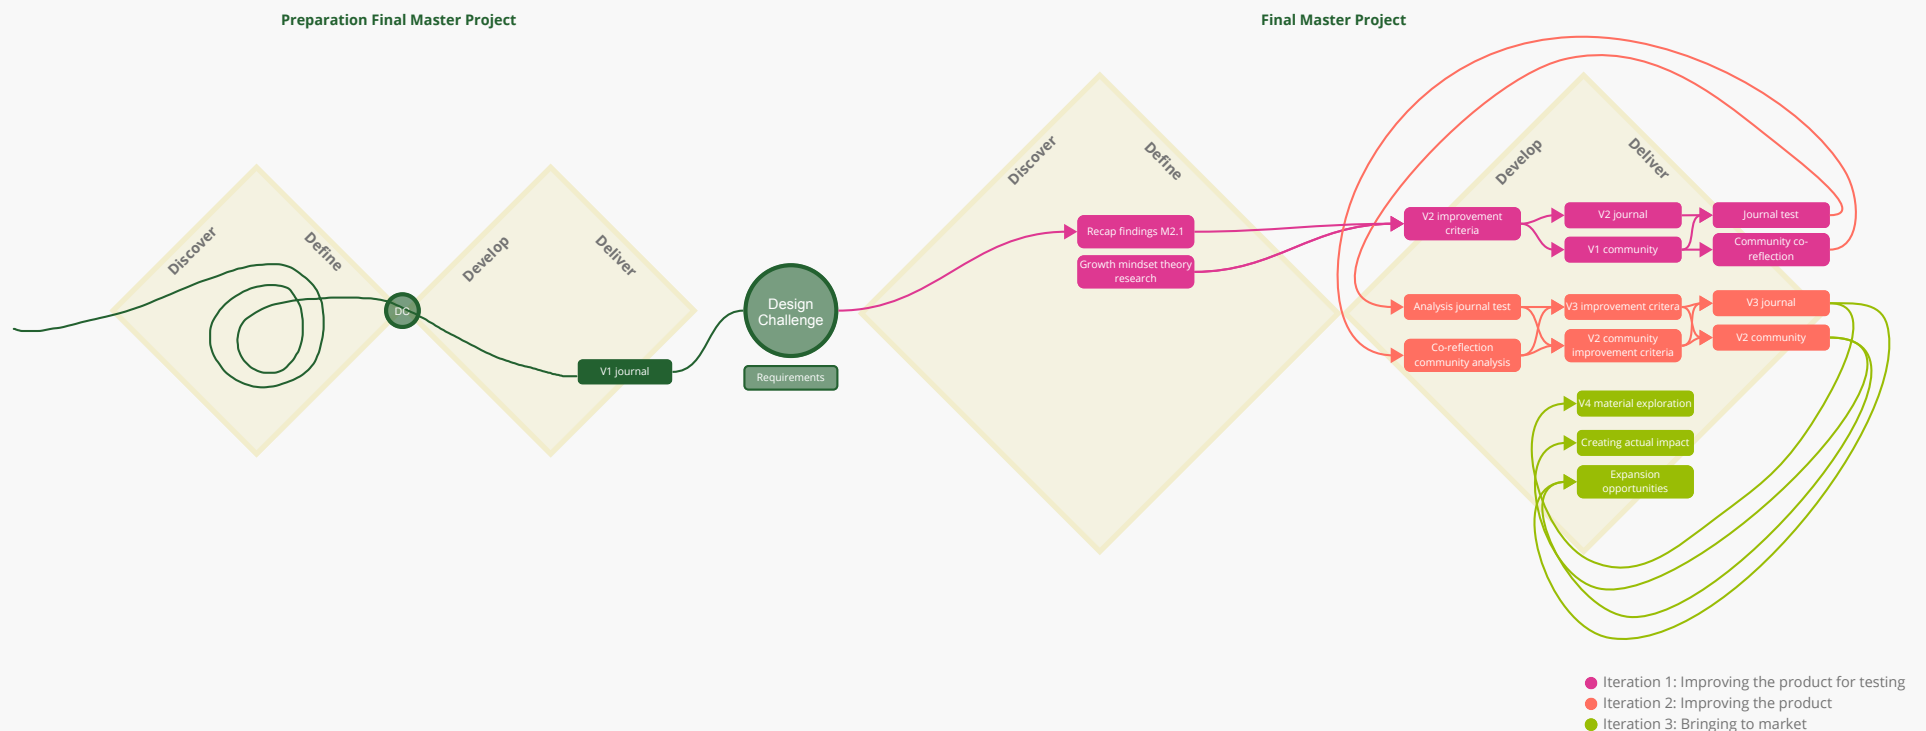 Preparation Final Master Project
Final Master Project
Discover
Define
Develop
Deliver
DC
V1 journal
Design
Challenge
Requirements
Discover
Define
Recap findings M2.1
Growth mindset theory
research
Develop
Deliver
V2 improvement
criteria
V2 journal
V1 community
Journal test
Community co-
reflection
Analysis journal test
Co-reflection
community analysis
V3 improvement critera
V2 community
improvement criteria
V3 journal
V2 community
V4 material exploration
Creating actual impact
Expansion
opportunities
Iteration 1: Improving the product for testing
Iteration 2: Improving the product
Iteration 3: Bringing to market